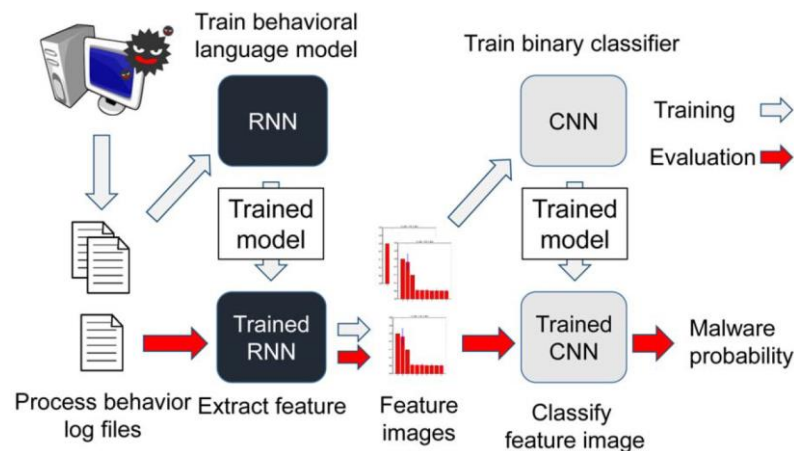 Train behavioral
language model
Train binary classifier
RNN
CNN
Training
Evaluation
Trained
model
Trained
model
Trained
RNN
Trained
CNN
Malware
probability
Process behavior
log files
Extract feature
Feature
images
Classify
feature image